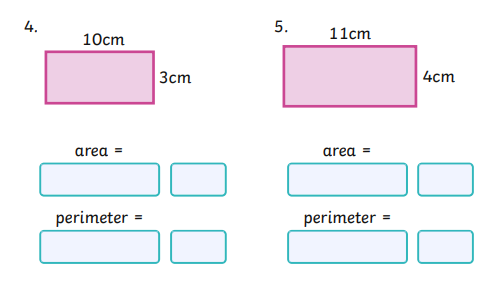 4.
10cm
3cm
area =
perimeter =
5.
11cm
4cm
area =
perimeter =